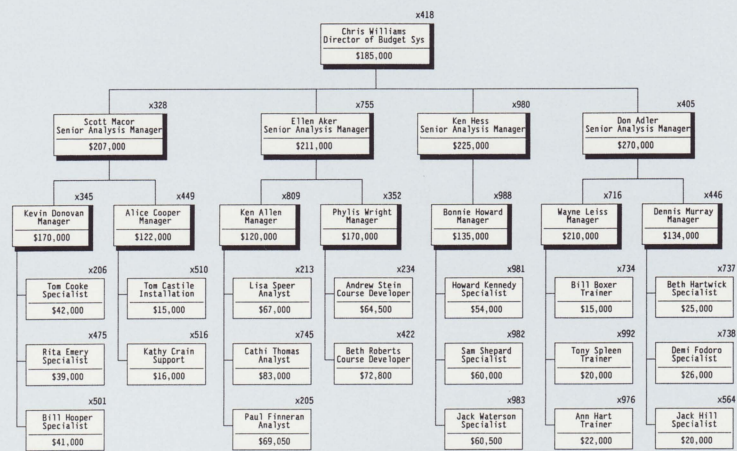 x418
Chris Williams
Director of Budget Sys
$185,000
x328
Scott Macor
Senior Analysis Manager
$207,000
x755
Ellen Aker
Senior Analysis Manager
$211,000
x980
Ken Hess
Senior Analysis Manager
$225,000
x405
Don Adler
Senior Analysis Manager
$270,000
x345
Kevin Donovan
Manager
$170,000
x449
Alice Cooper
Manager
$122,000
x809
Ken Allen
Manager
$120,000
x352
Phylis Wright
Manager
$170,000
x988
Bonnie Howard
Manager
$135,000
x716
Wayne Leiss
Manager
$210,000
x446
Dennis Murray
Manager
$134,000
x206
Tom Cooke
Specialist
$42,000
x510
Tom Castile
Installation
$15,000
x213
Lisa Speer
Analyst
$67,000
x234
Andrew Stein
Course Developer
$64,500
x981
Howard Kennedy
Specialist
$54,000
x734
Bill Boxer
Trainer
$15,000
x737
Beth Hartwick
Specialist
$25,000
x475
Rita Emery
Specialist
$39,000
x516
Kathy Crain
Support
$16,000
x745
Cathi Thomas
Analyst
$83,000
x422
Beth Roberts
Course Developer
$72,800
x982
Sam Shepard
Specialist
$60,000
x992
Tony Spleen
Trainer
$20,000
x738
Demi Fodoro
Specialist
$26,000
x501
Bill Hooper
Specialist
$41,000
x205
Paul Finneran
Analyst
$69,050
x983
Jack Waterson
Specialist
$60,500
x976
Ann Hart
Trainer
$22,000
x564
Jack Hill
Specialist
$20,000